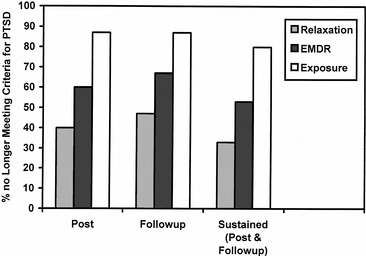 % no Longer Meeting Criteria for PTSD
100
90
80
70
60
50
40
30
20
10
0
Relaxation
EMDR
Exposure
Post
Followup
Sustained
(Post &
Followup)